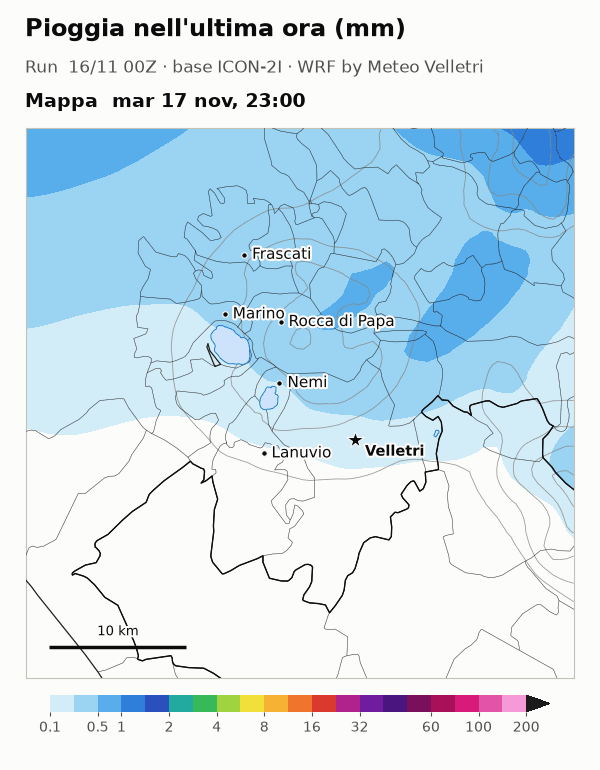 Pioggia nell'ultima ora (mm)
Run  16/11 00Z · base ICON-2I · WRF by Meteo Velletri
Mappa  mar 17 nov, 23:00
Frascati
Marino
Rocca di Papa
Nemi
Velletri
Lanuvio
10 km
0.1 0.5 1 2 4 8 16 32 60 100 200